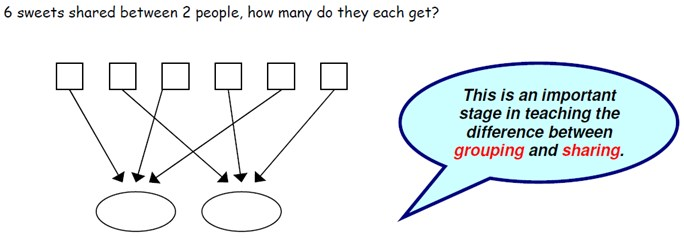 6 sweets shared between 2 people, how many do they each get?
This is an important
stage in teaching the
difference between
grouping and sharing.